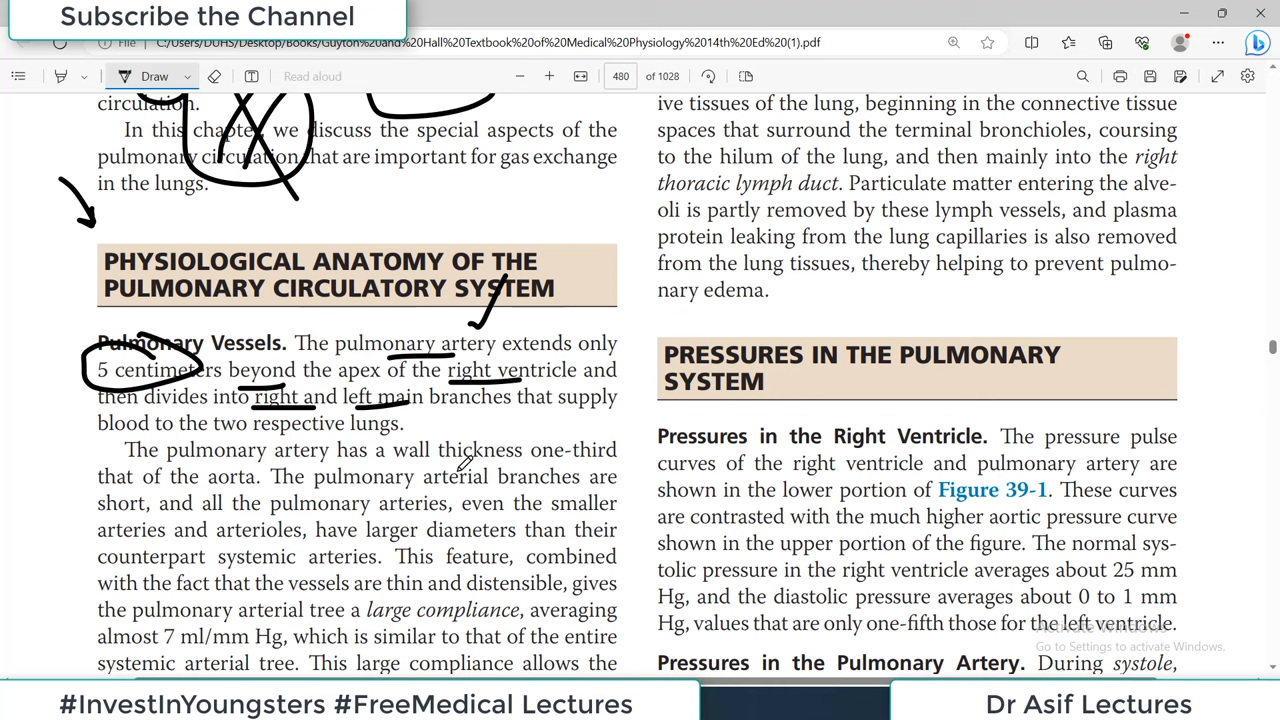 Subscribe the Channel
File
C:/Users/DUHS/Desktop/Books/Guyton%20and%20Hall%20Textbook%20of%20Medical%20Physiology%2014th%20Ed%20(1).pdf
Draw
Read aloud
480 of 1028
circulation.
In this chapter, we discuss the special aspects of the
pulmonary circulation that are important for gas exchange
in the lungs.
PHYSIOLOGICAL ANATOMY OF THE
PULMONARY CIRCULATORY SYSTEM
Pulmonary Vessels. The pulmonary artery extends only
5 centimeters beyond the apex of the right ventricle and
then divides into right and left main branches that supply
blood to the two respective lungs.
The pulmonary artery has a wall thickness one-third
that of the aorta. The pulmonary arterial branches are
short, and all the pulmonary arteries, even the smaller
arteries and arterioles, have larger diameters than their
counterpart systemic arteries. This feature, combined
with the fact that the vessels are thin and distensible, gives
the pulmonary arterial tree a large compliance, averaging
almost 7 ml/mm Hg, which is similar to that of the entire
systemic arterial tree. This large compliance allows the
ive tissues of the lung, beginning in the connective tissue
spaces that surround the terminal bronchioles, coursing
to the hilum of the lung, and then mainly into the right
thoracic lymph duct. Particulate matter entering the alve-
oli is partly removed by these lymph vessels, and plasma
protein leaking from the lung capillaries is also removed
from the lung tissues, thereby helping to prevent pulmo-
nary edema.
PRESSURES IN THE PULMONARY
SYSTEM
Pressures in the Right Ventricle. The pressure pulse
curves of the right ventricle and pulmonary artery are
shown in the lower portion of Figure 39-1. These curves
are contrasted with the much higher aortic pressure curve
shown in the upper portion of the figure. The normal sys-
tolic pressure in the right ventricle averages about 25 mm
Hg, and the diastolic pressure averages about 0 to 1 mm
Hg, values that are only one-fifth those for the left ventricle.
Pressures in the Pulmonary Artery. During systole,
Activate Windows
Go to Settings to activate Windows.
#InvestInYoungsters #FreeMedical Lectures
Dr Asif Lectures